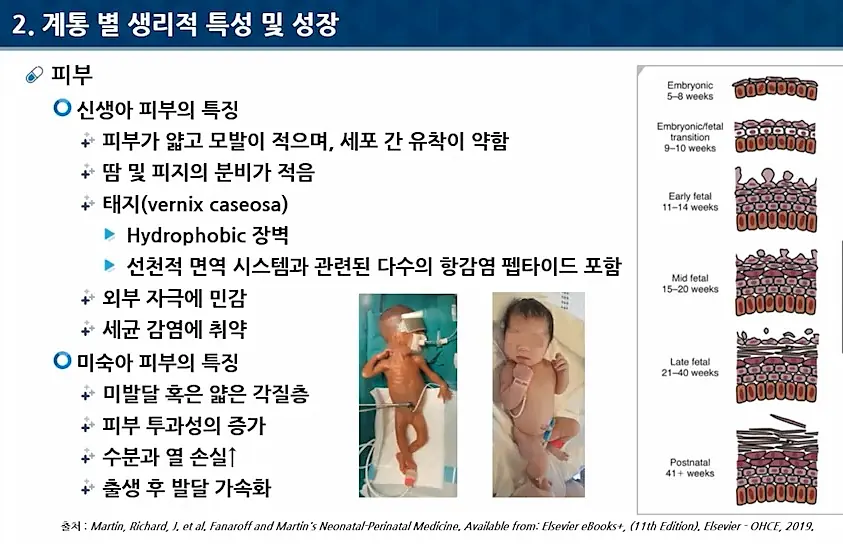 2. 계통 별 생리적 특성 및 성장
피부
신생아 피부의 특징
피부가 얇고 모발이 적으며, 세포 간 유착이 약함
땀 및 피지의 분비가 적음
태지(vernix caseosa)
Hydrophobic 장벽
선천적 면역 시스템과 관련된 다수의 항감염 펩타이드 포함
외부 자극에 민감
세균 감염에 취약
미숙아 피부의 특징
미발달 혹은 얇은 각질층
피부 투과성의 증가
수분과 열 손실↑
출생 후 발달 가속화
Embryonic
5–8 weeks
Embryonic/fetal
transition
9–10 weeks
Early fetal
11–14 weeks
Mid fetal
15–20 weeks
Late fetal
21–40 weeks
Postnatal
41+ weeks
출처 : Martin, Richard, J, et al. Fanaroff and Martin's Neonatal-Perinatal Medicine. Available from: Elsevier eBooks+, (11th Edition). Elsevier - OHCE, 2019.